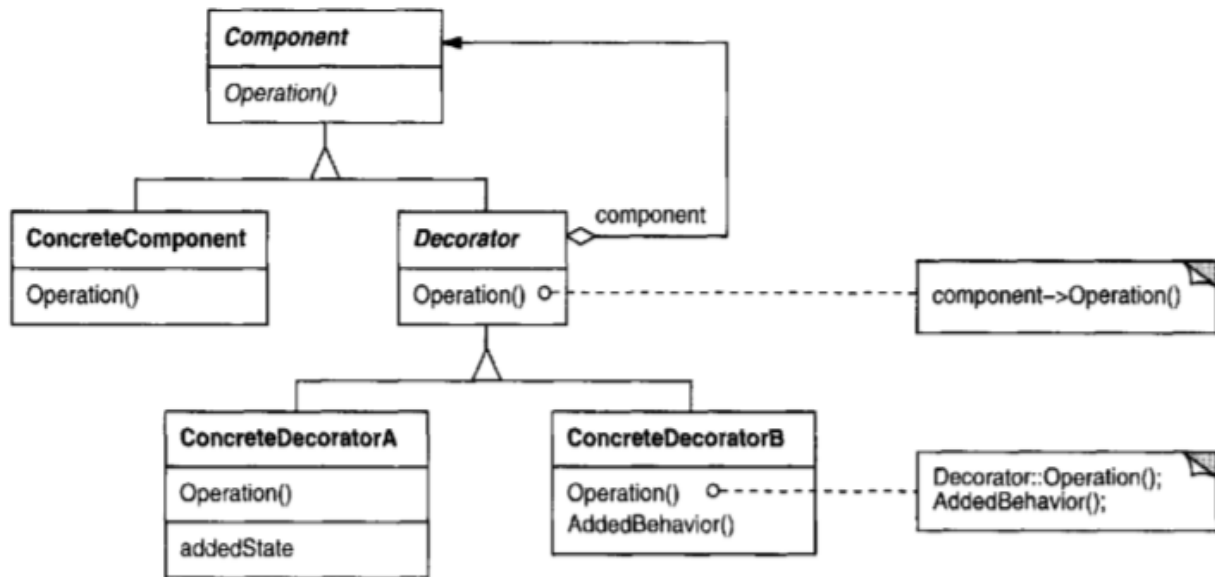 Component
Operation()
ConcreteComponent
Operation()
Decorator
Operation()
component
component->Operation()
ConcreteDecoratorA
Operation()
addedState
ConcreteDecoratorB
Operation()
AddedBehavior()
Decorator::Operation();
AddedBehavior();